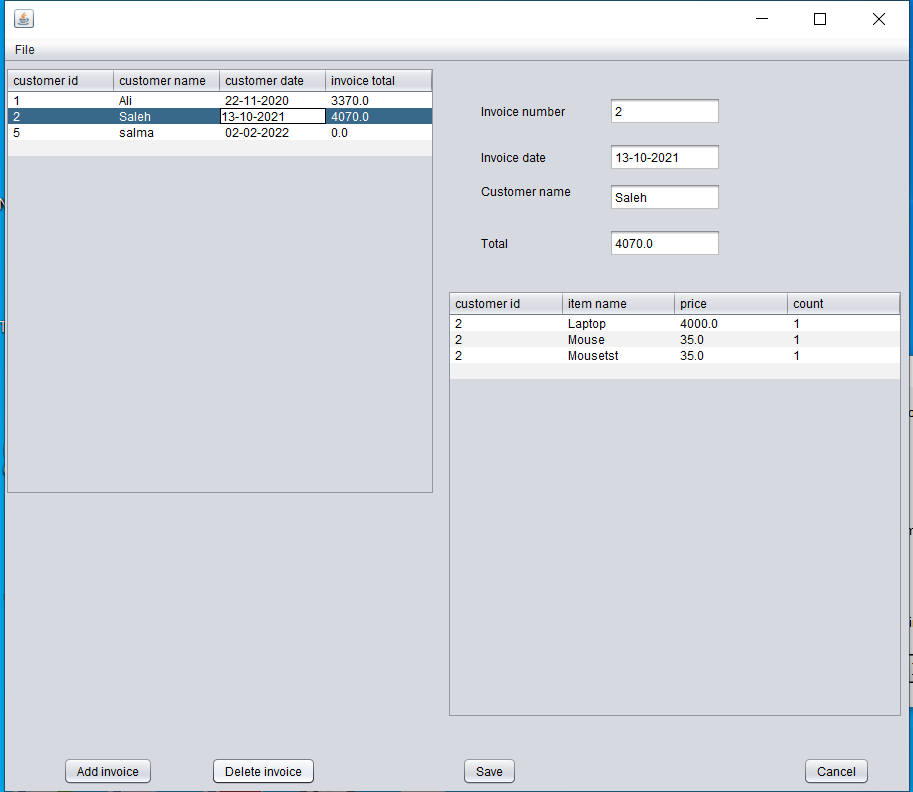 File
customer id customer name customer date invoice total
1 Ali 22-11-2020 3370.0
2 Saleh 13-10-2021 4070.0
5 salma 02-02-2022 0.0
Invoice number 2
Invoice date 13-10-2021
Customer name Saleh
Total 4070.0
customer id item name price count
2 Laptop 4000.0 1
2 Mouse 35.0 1
2 Mousetst 35.0 1
Add invoice Delete invoice Save Cancel